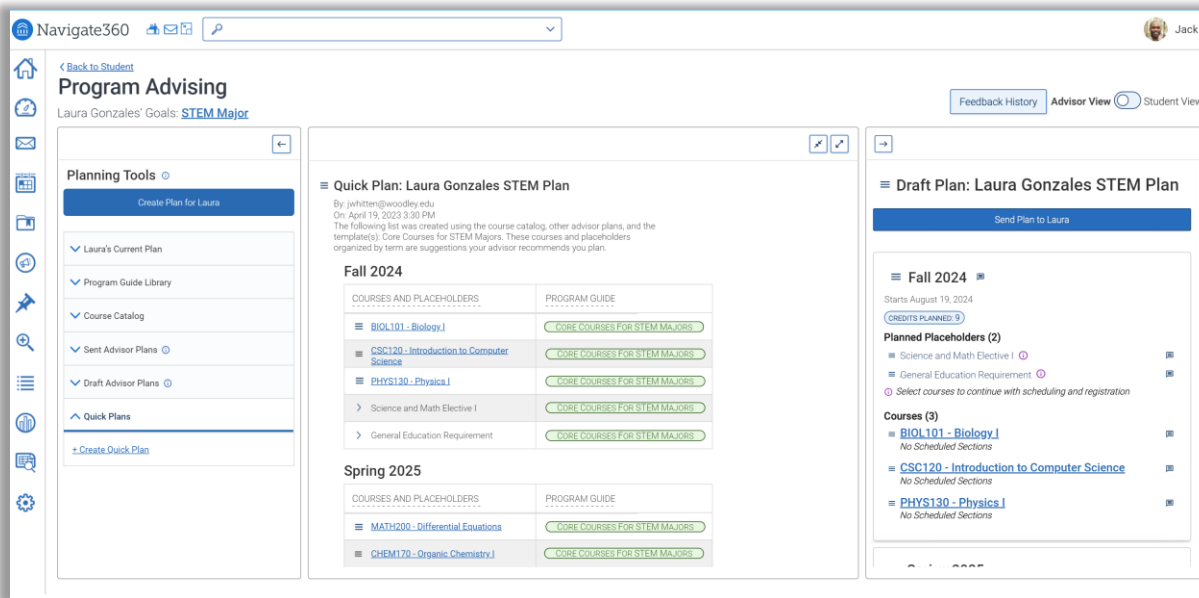 Navigate360
Jack
Back to Student
Program Advising
Laura Gonzales' Goals: STEM Major
Feedback History
Advisor View
Student View
Planning Tools
Create Plan for Laura
Laura's Current Plan
Program Guide Library
Course Catalog
Sent Advisor Plans
Draft Advisor Plans
Quick Plans
+ Create Quick Plan
Quick Plan: Laura Gonzales STEM Plan
By: jwhitten@woodley.edu
On: April 19, 2023 3:30 PM
The following list was created using the course catalog, other advisor plans, and the
template(s): Core Courses for STEM Majors. These courses and placeholders
organized by term are suggestions your advisor recommends you plan.
Fall 2024
COURSES AND PLACEHOLDERS
PROGRAM GUIDE
BIOL101 - Biology I
CORE COURSES FOR STEM MAJORS
CSC120 - Introduction to Computer
Science
CORE COURSES FOR STEM MAJORS
PHYS130 - Physics I
CORE COURSES FOR STEM MAJORS
Science and Math Elective I
CORE COURSES FOR STEM MAJORS
General Education Requirement
CORE COURSES FOR STEM MAJORS
Spring 2025
COURSES AND PLACEHOLDERS
PROGRAM GUIDE
MATH200 - Differential Equations
CORE COURSES FOR STEM MAJORS
CHEM170 - Organic Chemistry I
CORE COURSES FOR STEM MAJORS
Draft Plan: Laura Gonzales STEM Plan
Send Plan to Laura
Fall 2024
Starts August 19, 2024
CREDITS PLANNED: 9
Planned Placeholders (2)
Science and Math Elective I
General Education Requirement
Select courses to continue with scheduling and registration
Courses (3)
BIOL101 - Biology I
No Scheduled Sections
CSC120 - Introduction to Computer Science
No Scheduled Sections
PHYS130 - Physics I
No Scheduled Sections